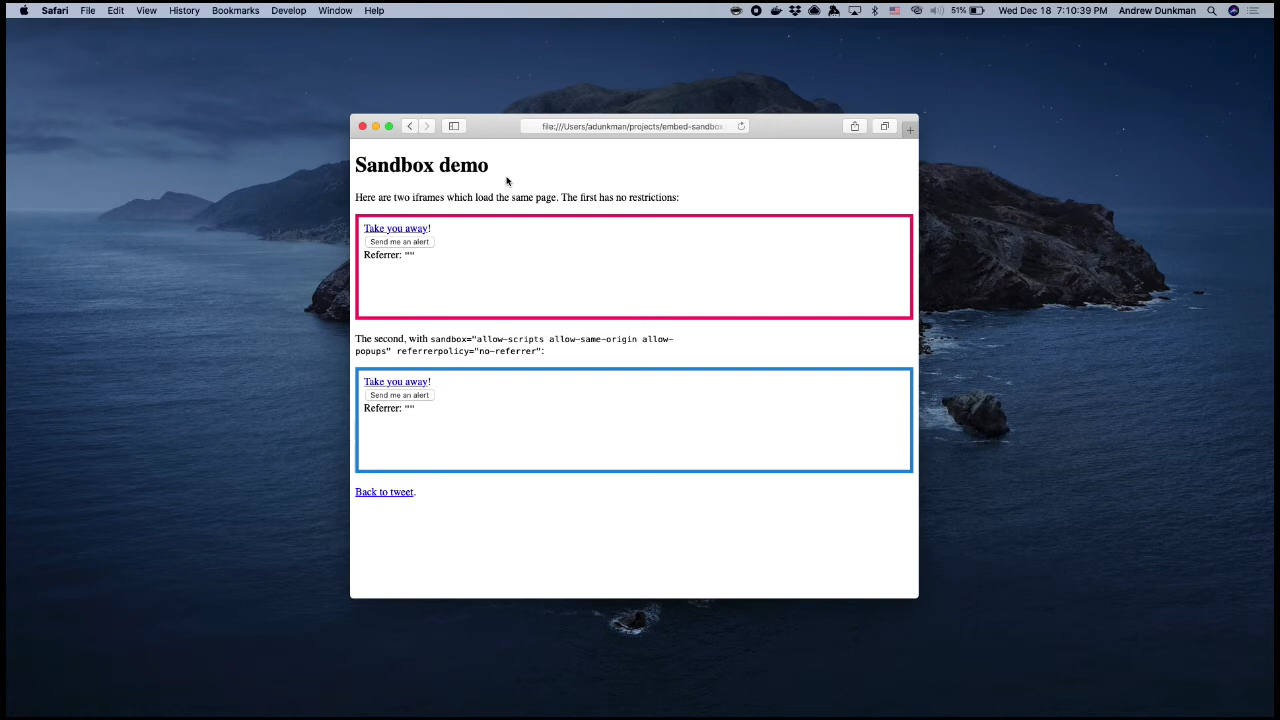 Safari File Edit View History Bookmarks Develop Window Help 51% Wed Dec 18 7:10:39 PM Andrew Dunkman
file:///Users/adunkman/projects/embed-sandbox
Sandbox demo
Here are two iframes which load the same page. The first has no restrictions:
Take you away!
Send me an alert
Referrer: ""
The second, with sandbox="allow-scripts allow-same-origin allow-
popups" referrerpolicy="no-referrer":
Take you away!
Send me an alert
Referrer: ""
Back to tweet.